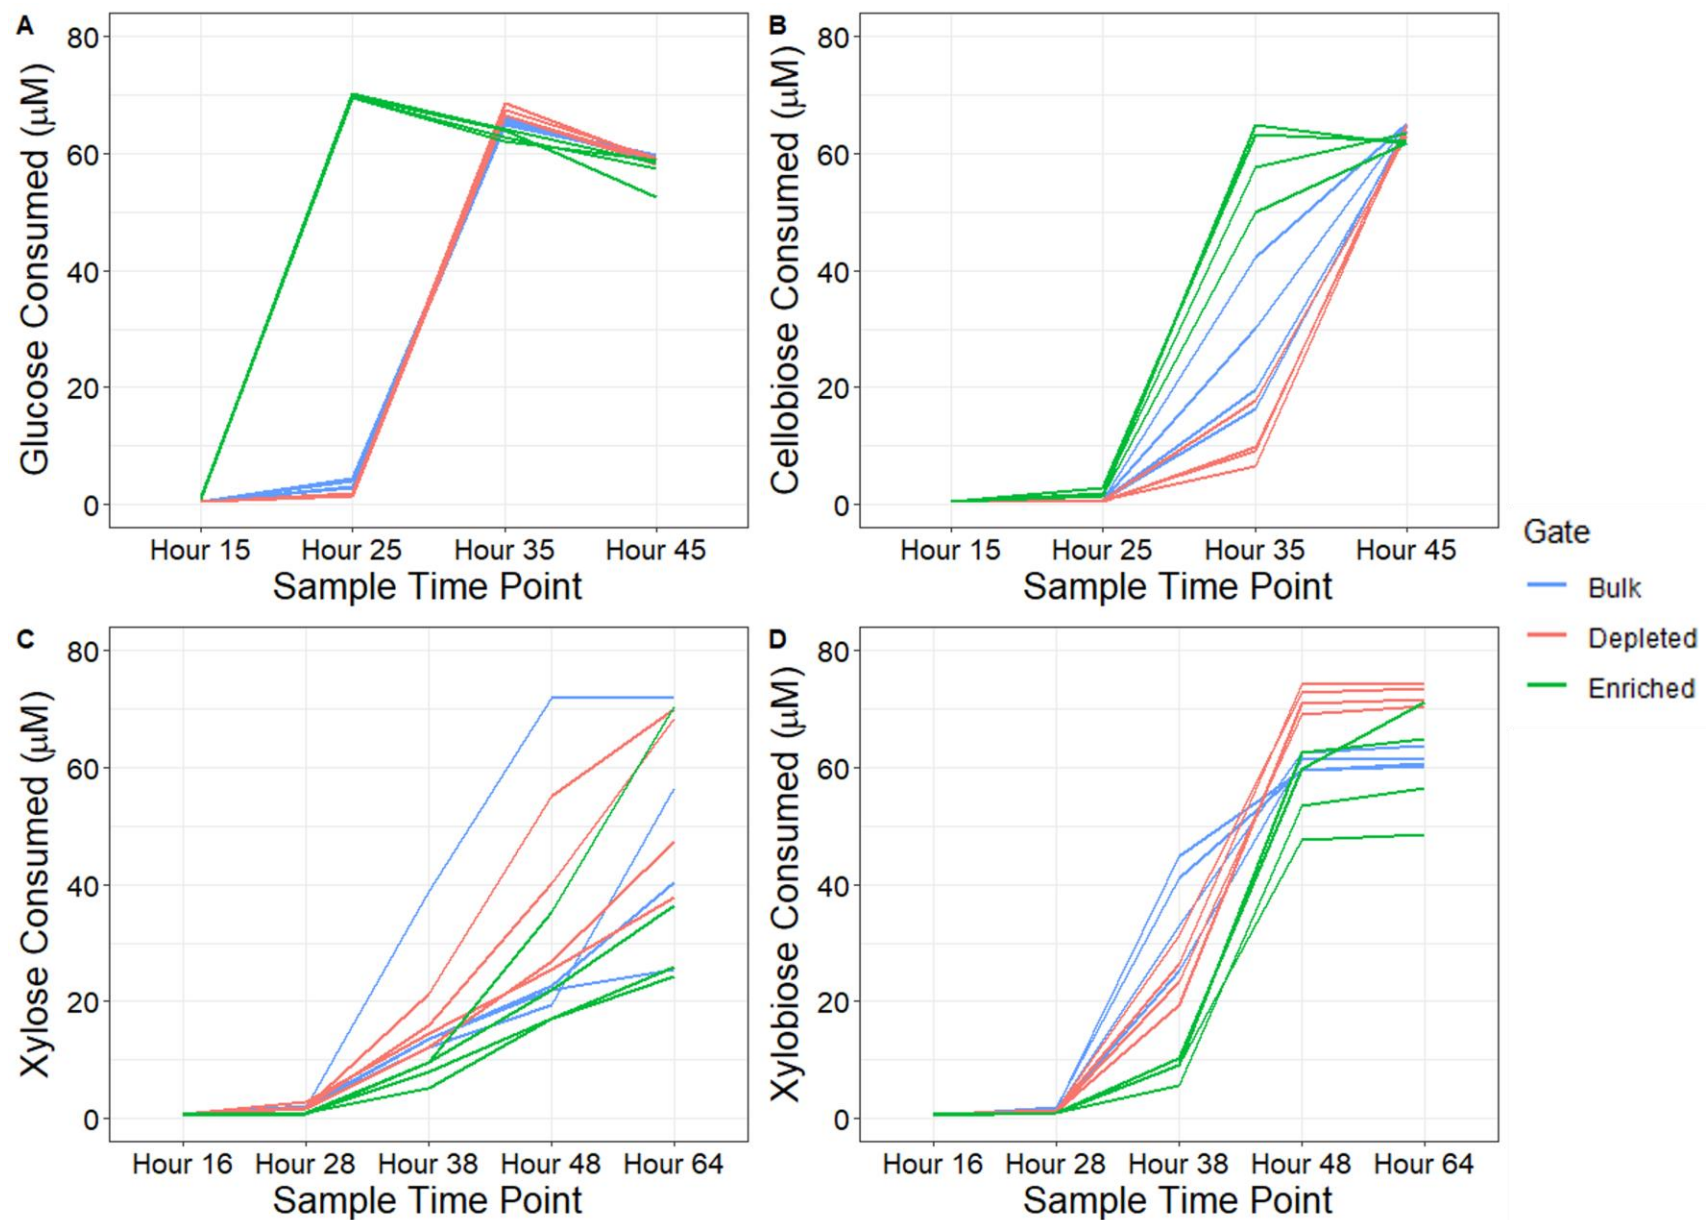 A
Glucose Consumed (µM)
80
60
40
20
0
Hour 15 Hour 25 Hour 35 Hour 45
Sample Time Point
B
Cellobiose Consumed (µM)
80
60
40
20
0
Hour 15 Hour 25 Hour 35 Hour 45
Sample Time Point
C
Xylose Consumed (µM)
80
60
40
20
0
Hour 16 Hour 28 Hour 38 Hour 48 Hour 64
Sample Time Point
D
Xylobiose Consumed (µM)
80
60
40
20
0
Hour 16 Hour 28 Hour 38 Hour 48 Hour 64
Sample Time Point
Gate
Bulk
Depleted
Enriched